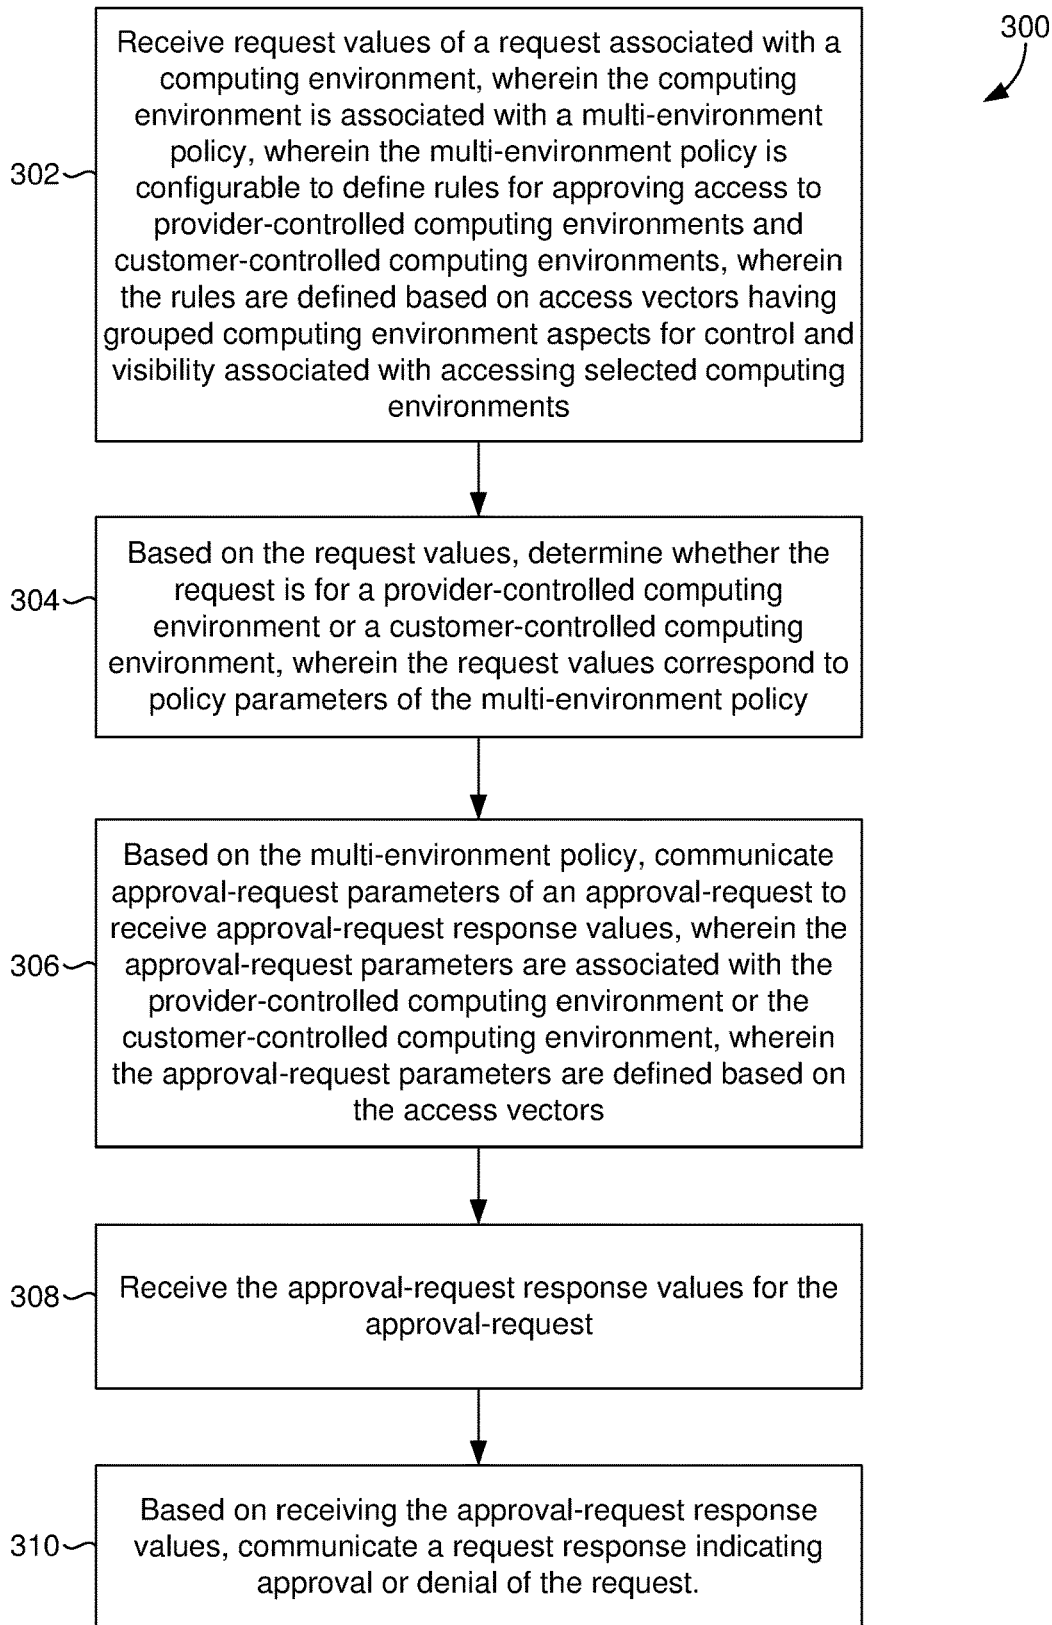 300
Receive request values of a request associated with a
computing environment, wherein the computing
environment is associated with a multi-environment
policy, wherein the multi-environment policy is
302
configurable to define rules for approving access to
provider-controlled computing environments and
customer-controlled computing environments, wherein
the rules are defined based on access vectors having
grouped computing environment aspects for control and
visibility associated with accessing selected computing
environments
Based on the request values, determine whether the
request is for a provider-controlled computing
304
environment or a customer-controlled computing
environment, wherein the request values correspond to
policy parameters of the multi-environment policy
Based on the multi-environment policy, communicate
approval-request parameters of an approval-request to
receive approval-request response values, wherein the
306
approval-request parameters are associated with the
provider-controlled computing environment or the
customer-controlled computing environment, wherein
the approval-request parameters are defined based on
the access vectors
308
Receive the approval-request response values for the
approval-request
Based on receiving the approval-request response
310
values, communicate a request response indicating
approval or denial of the request.